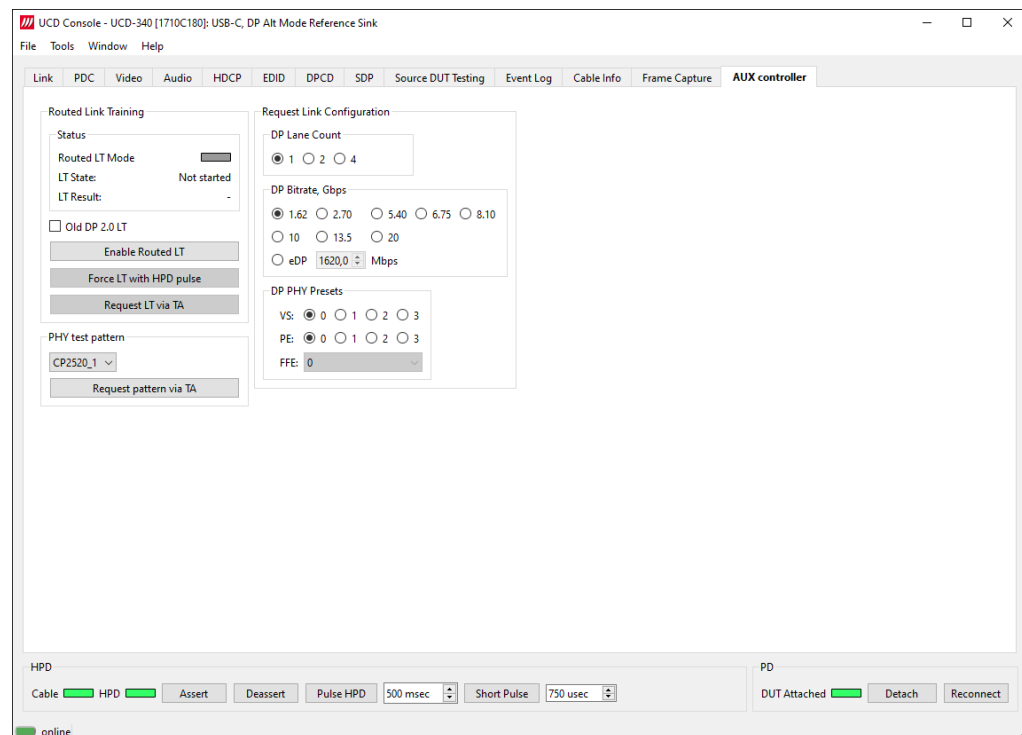 UCD Console - UCD-340 [1710C180]: USB-C, DP Alt Mode Reference Sink
File Tools Window Help
Link PDC Video Audio HDCP EDID DPCD SDP Source DUT Testing Event Log Cable Info Frame Capture AUX controller
Routed Link Training
Status
Routed LT Mode
LT State: Not started
LT Result: -
Old DP 2.0 LT
Enable Routed LT
Force LT with HPD pulse
Request LT via TA
PHY test pattern
CP2520_1
Request pattern via TA
Request Link Configuration
DP Lane Count
1 2 4
DP Bitrate, Gbps
1.62 2.70 5.40 6.75 8.10
10 13.5 20
eDP 1620,0 Mbps
DP PHY Presets
VS: 0 1 2 3
PE: 0 1 2 3
FFE: 0
HPD
Cable HPD Assert Deassert Pulse HPD 500 msec Short Pulse 750 usec
PD
DUT Attached Detach Reconnect
online